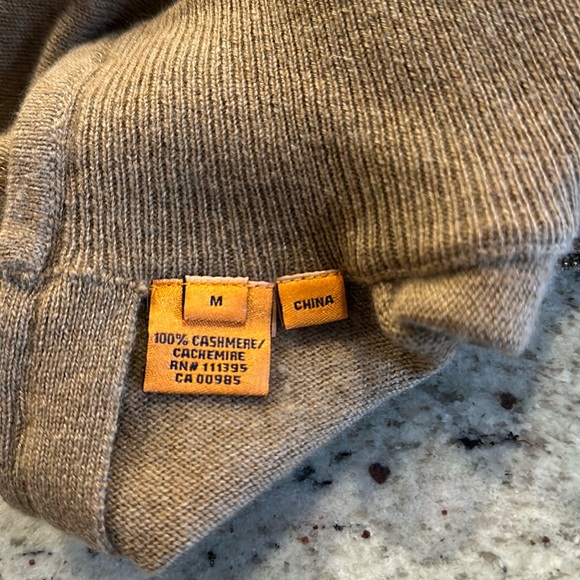 M
CHINA
100% CASHMERE/
CACHEMIRE
RN# 111395
CA 00985